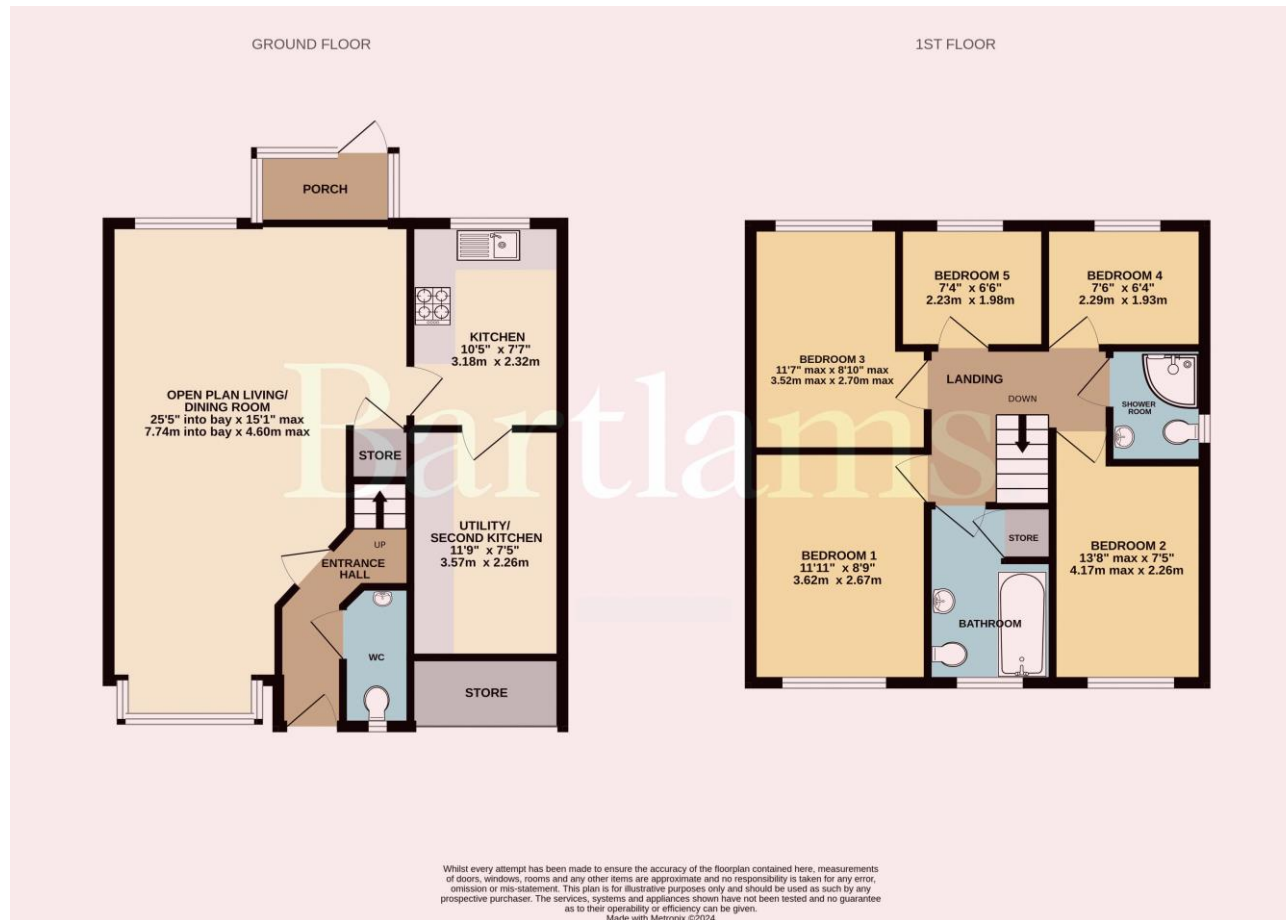 GROUND FLOOR
1ST FLOOR
PORCH
KITCHEN
10'5" x 7'7"
3.18m x 2.32m
OPEN PLAN LIVING/
DINING ROOM
25'5" into bay x 15'1" max
7.74m into bay x 4.60m max
STORE
UP
ENTRANCE
HALL
UTILITY/
SECOND KITCHEN
11'9" x 7'5"
3.57m x 2.26m
WC
STORE
BEDROOM 5
7'4" x 6'6"
2.23m x 1.98m
BEDROOM 4
7'6" x 6'4"
2.29m x 1.93m
BEDROOM 3
11'7" max x 8'10" max
3.52m max x 2.70m max
LANDING
DOWN
SHOWER
ROOM
STORE
BEDROOM 1
11'11" x 8'9"
3.62m x 2.67m
BEDROOM 2
13'8" max x 7'5"
4.17m max x 2.26m
BATHROOM
Bartlams
Whilst every attempt has been made to ensure the accuracy of the floorplan contained here, measurements
of doors, windows, rooms and any other items are approximate and no responsibility is taken for any error,
omission or mis-statement. This plan is for illustrative purposes only and should be used as such by any
prospective purchaser. The services, systems and appliances shown have not been tested and no guarantee
as to their operability or efficiency can be given.
Made with Metropix ©2024